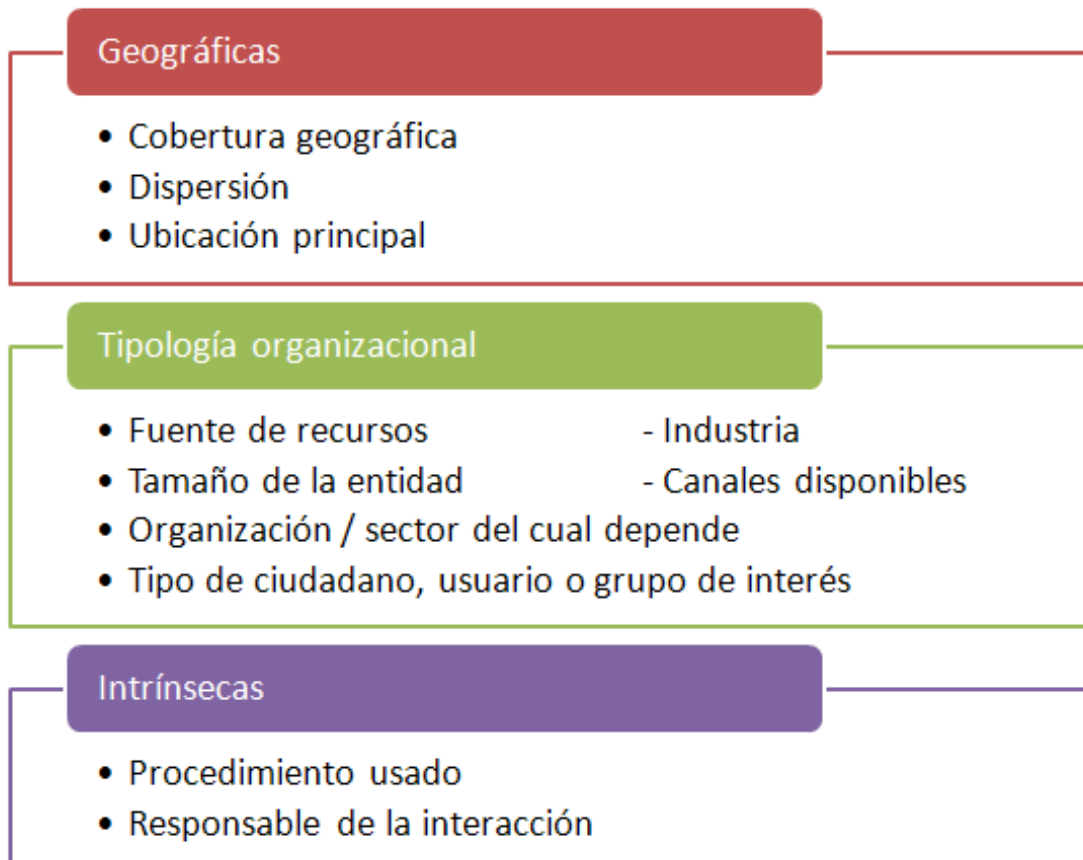 Geográficas
• Cobertura geográfica
• Dispersión
• Ubicación principal
Tipología organizacional
• Fuente de recursos - Industria
• Tamaño de la entidad - Canales disponibles
• Organización / sector del cual depende
• Tipo de ciudadano, usuario o grupo de interés
Intrínsecas
• Procedimiento usado
• Responsable de la interacción